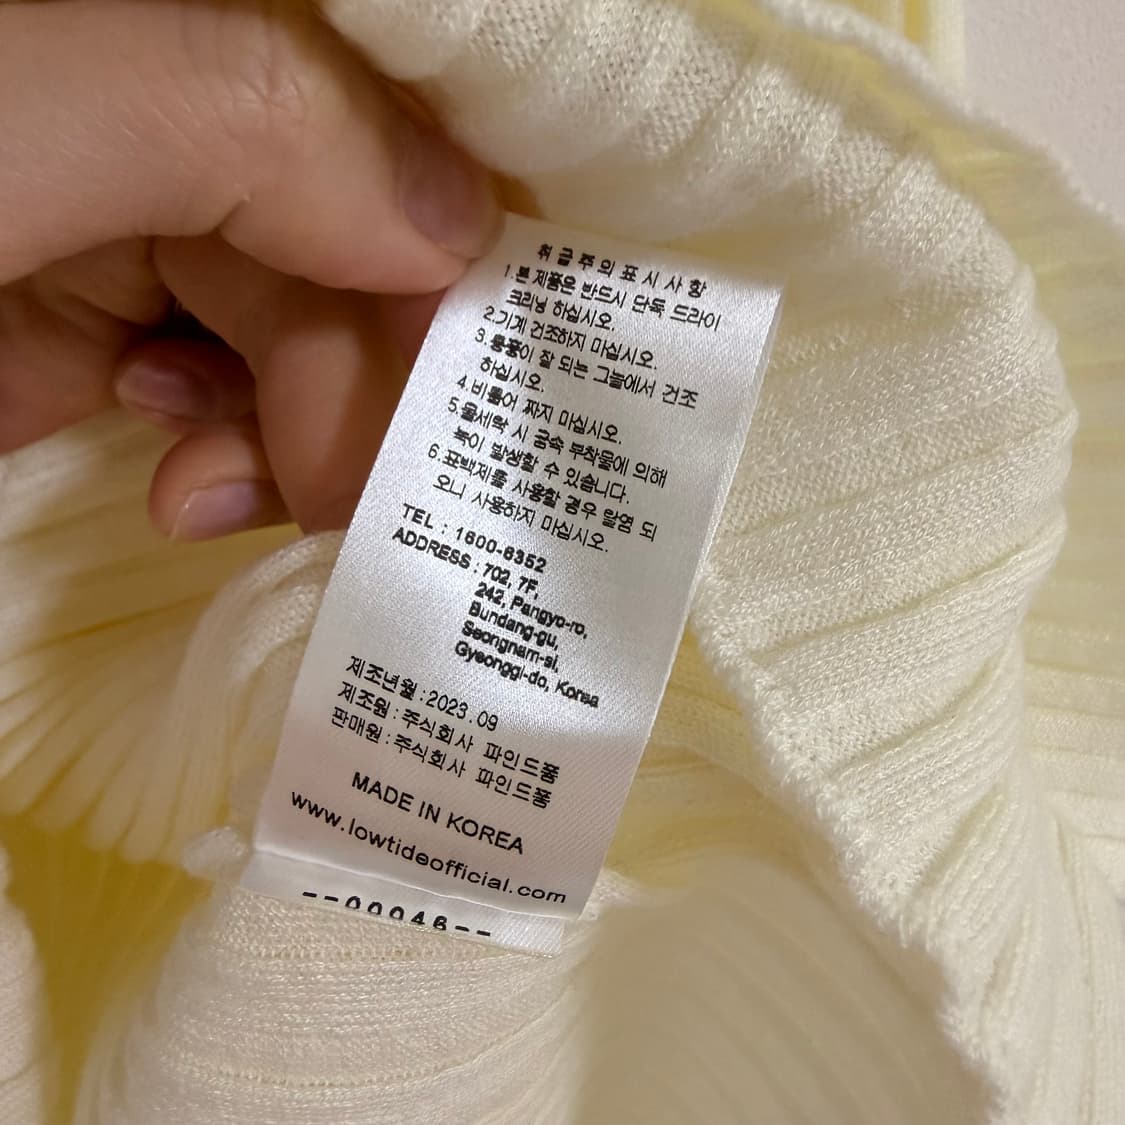 취급주의표시사항
1.본 제품은 반드시 단독 드라이
크리닝 하십시오.
2.기계 건조하지 마십시오.
3.통풍이 잘 되는 그늘에서 건조
하십시오.
4.비틀어 짜지 마십시오.
5.물세탁 시 금속 부착물에 의해
녹이 발생할 수 있습니다.
6.표백제를 사용할 경우 탈염 되
오니 사용하지 마십시오.
TEL : 1600-6352
ADDRESS : 702, 7F,
242, Pangyo-ro,
Bundang-gu,
Seongnam-si,
Gyeonggi-do, Korea
제조년월 : 2023.09
제조원 : 주식회사 파인드폼
판매원 : 주식회사 파인드폼
MADE IN KOREA
www.lowtideofficial.com
--00046--